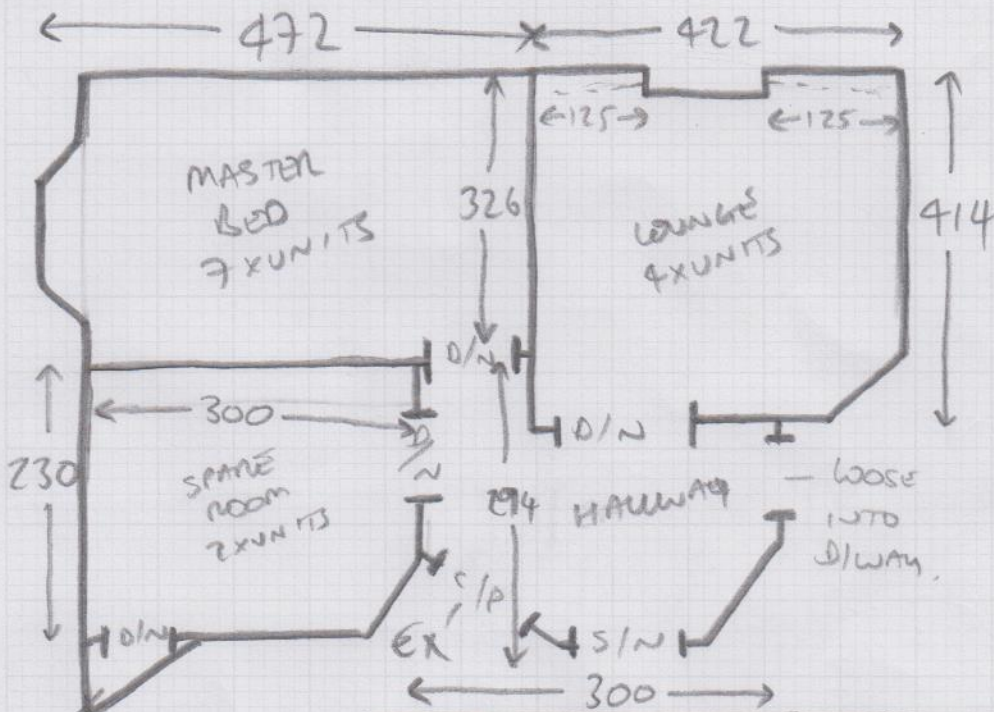 472
422
125
125
MASTER
BED
7 X UNITS
326
LOUNGE
4 X UNITS
414
D/N
300
D/N
D/N
230
SPARE
ROOM
2 X UNITS
294
HALLWAY
LOOSE
INTO
D/WAY.
D/N
EX'
S/N
300